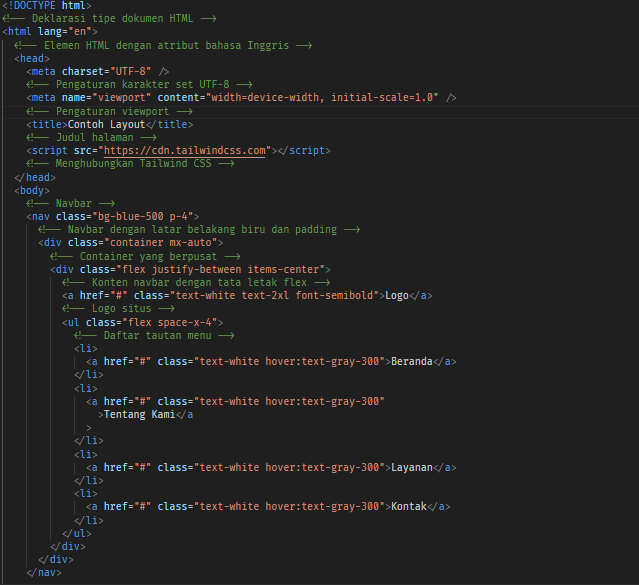 <!DOCTYPE html>
<!-- Deklarasi tipe dokumen HTML -->
<html lang="en">
  <!-- Elemen HTML dengan atribut bahasa Inggris -->
  <head>
    <meta charset="UTF-8" />
    <!-- Pengaturan karakter set UTF-8 -->
    <meta name="viewport" content="width=device-width, initial-scale=1.0" />
    <!-- Pengaturan viewport -->
    <title>Contoh Layout</title>
    <!-- Judul halaman -->
    <script src="https://cdn.tailwindcss.com"></script>
    <!-- Menghubungkan Tailwind CSS -->
  </head>
  <body>
    <!-- Navbar -->
    <nav class="bg-blue-500 p-4">
      <!-- Navbar dengan latar belakang biru dan padding -->
      <div class="container mx-auto">
        <!-- Container yang berpusat -->
        <div class="flex justify-between items-center">
          <!-- Konten navbar dengan tata letak flex -->
          <a href="#" class="text-white text-2xl font-semibold">Logo</a>
          <!-- Logo situs -->
          <ul class="flex space-x-4">
            <!-- Daftar tautan menu -->
            <li>
              <a href="#" class="text-white hover:text-gray-300">Beranda</a>
            </li>
            <li>
              <a href="#" class="text-white hover:text-gray-300"
                >Tentang Kami</a
              >
            </li>
            <li>
              <a href="#" class="text-white hover:text-gray-300">Layanan</a>
            </li>
            <li>
              <a href="#" class="text-white hover:text-gray-300">Kontak</a>
            </li>
          </ul>
        </div>
      </div>
    </nav>